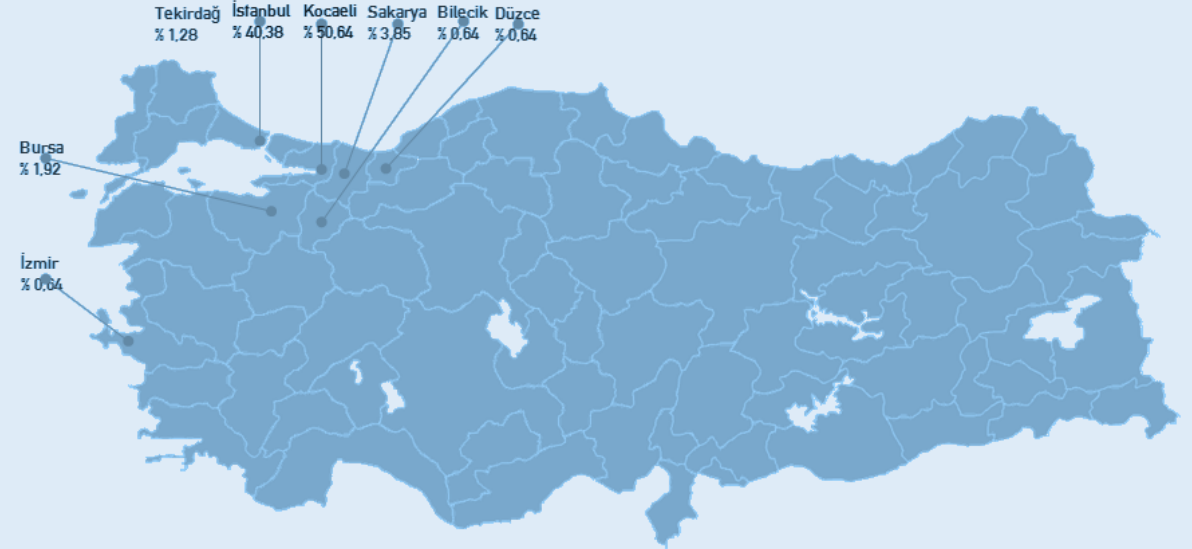 Tekirdağ
% 1,28
İstanbul
% 40,38
Kocaeli
% 50,64
Sakarya
% 3,85
Bilecik
% 0,64
Düzce
% 0,64
Bursa
% 1,92
İzmir
% 0,64